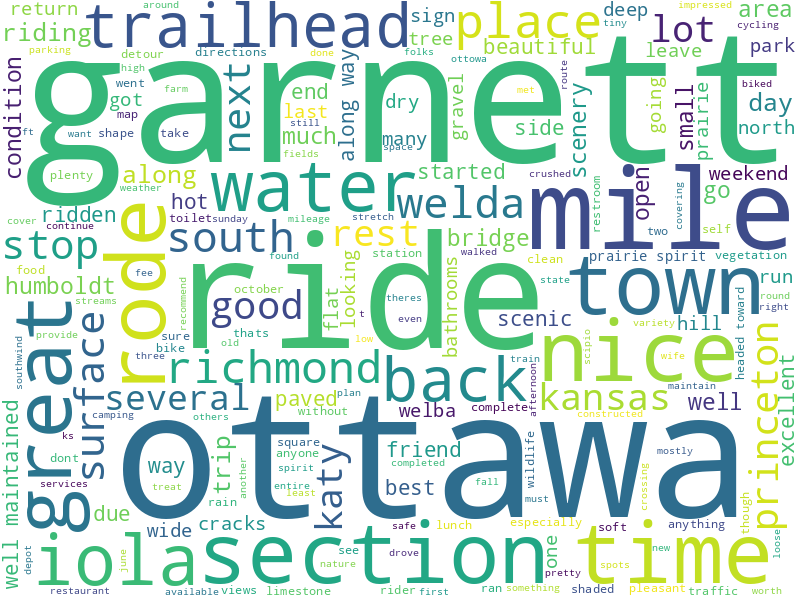 around
return
riding
trailhead
sign
tree
place
beautiful
deep
tiny
area
impressed
cycling
parking
detour
directions
done
folks
ottowa
lot
leave
park
garnett
condition
high
farm
went
got
map
ft
want
shape
take
next
end
last
still
much
along way
dry
many
met
space
gravel
side
scenery
route
biked
going
small
prairie
day
north
plenty
fields
weather
along
cover
ridden
continue
hot
toilet
sunday
water
mileage
stretch
welda
started
crushed
restroom
open
covering
weekend
go
self
two
mile
stop
rode
south
found
rest
station
walked
bridge
clean
prairie spirit
vegetation
state
run
town
food
fee
humboldt
streams
provide
recommend
ride
october
theres
thats
good
old
flat
looking
t
even
low
bathrooms
scenic
train
afternoon
hill
headed toward
round
right
variety
wife
scipio
maintain
nice
great
surface
southwind
sure
bike
three
richmond
plan
back
kansas
princeton
excellent
several
camping
others
paved
without
welba
complete
constructed
well
well maintained
ks
services
trip
way
square
anyone
spirit
completed
entire
treat
another
least
rain
katy
friend
best
fall
must
wildlife
crossing
mostly
though
ottawa
due
wide
cracks
safe
lunch
especially
soft
anything
new
loose
iola
section
one
time
depot
june
see
nature
drove
pretty
spots
restaurant
available
views
limestone
rider
first
ran
something
shaded
pleasant
traffic
worth